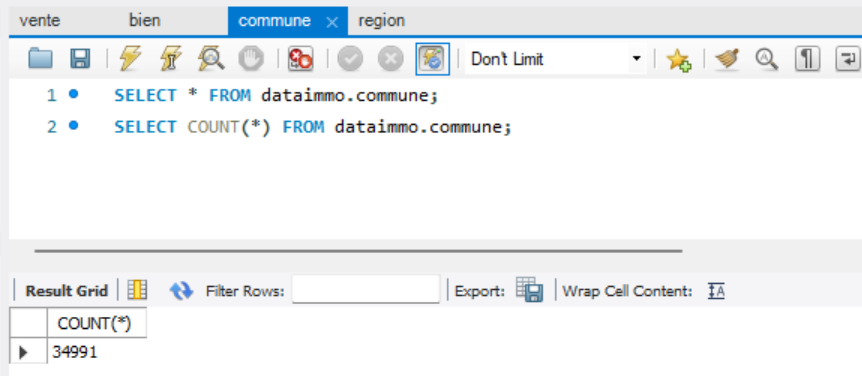 vente bien commune × region
Don't Limit
1 SELECT * FROM dataimmo.commune;
2 SELECT COUNT(*) FROM dataimmo.commune;
Result Grid Filter Rows: Export: Wrap Cell Content: IA
COUNT(*)
34991